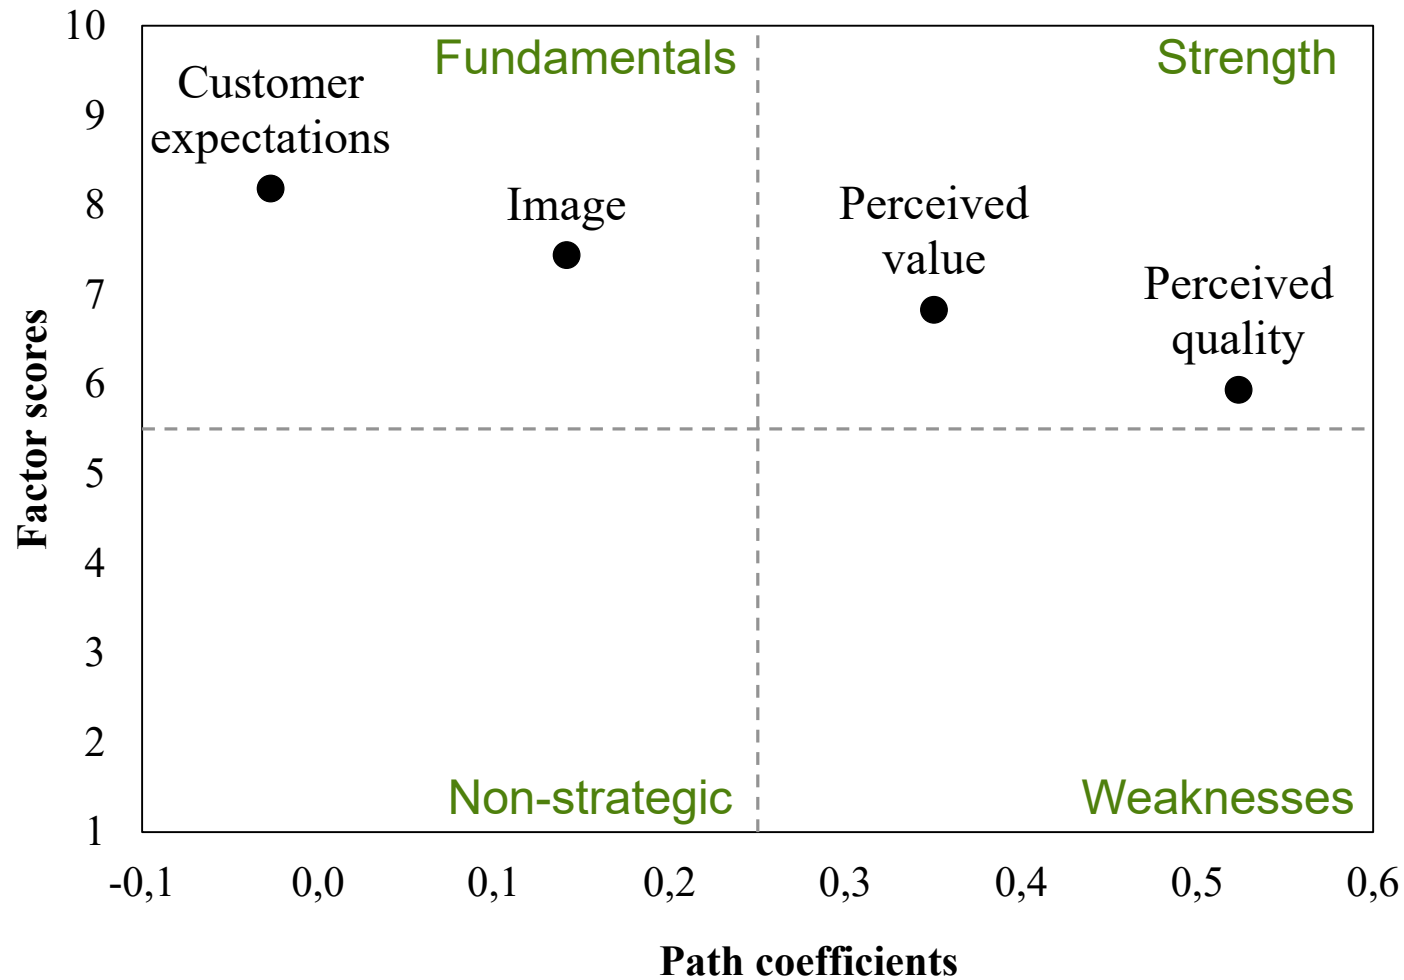 10
Fundamentals
Strength
Customer
expectations
9
8
Image
Perceived
value
7
Perceived
quality
6
5
4
3
2
Non-strategic
Weaknesses
1
Factor scores
-0,1 0,0 0,1 0,2 0,3 0,4 0,5 0,6
Path coefficients